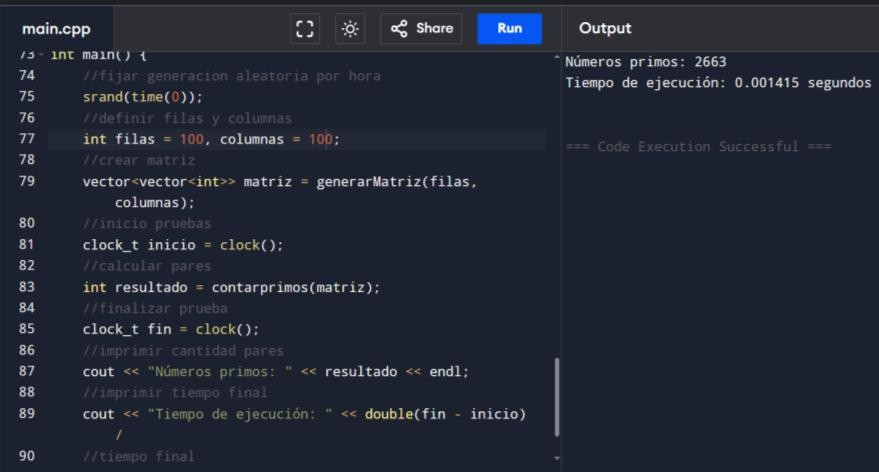 main.cpp
Share
Run
Output
73 int main() {
74 //fijar generacion aleatoria por hora
75 srand(time(0));
76 //definir filas y columnas
77 int filas = 100, columnas = 100;
78 //crear matriz
79 vector<vector<int>> matriz = generarMatriz(filas,
columnas);
80 //inicio pruebas
81 clock_t inicio = clock();
82 //calcular pares
83 int resultado = contarprimos(matriz);
84 //finalizar prueba
85 clock_t fin = clock();
86 //imprimir cantidad pares
87 cout << "Números primos: " << resultado << endl;
88 //imprimir tiempo final
89 cout << "Tiempo de ejecución: " << double(fin - inicio)
/
90 //tiempo final
Números primos: 2663
Tiempo de ejecución: 0.001415 segundos
=== Code Execution Successful ===